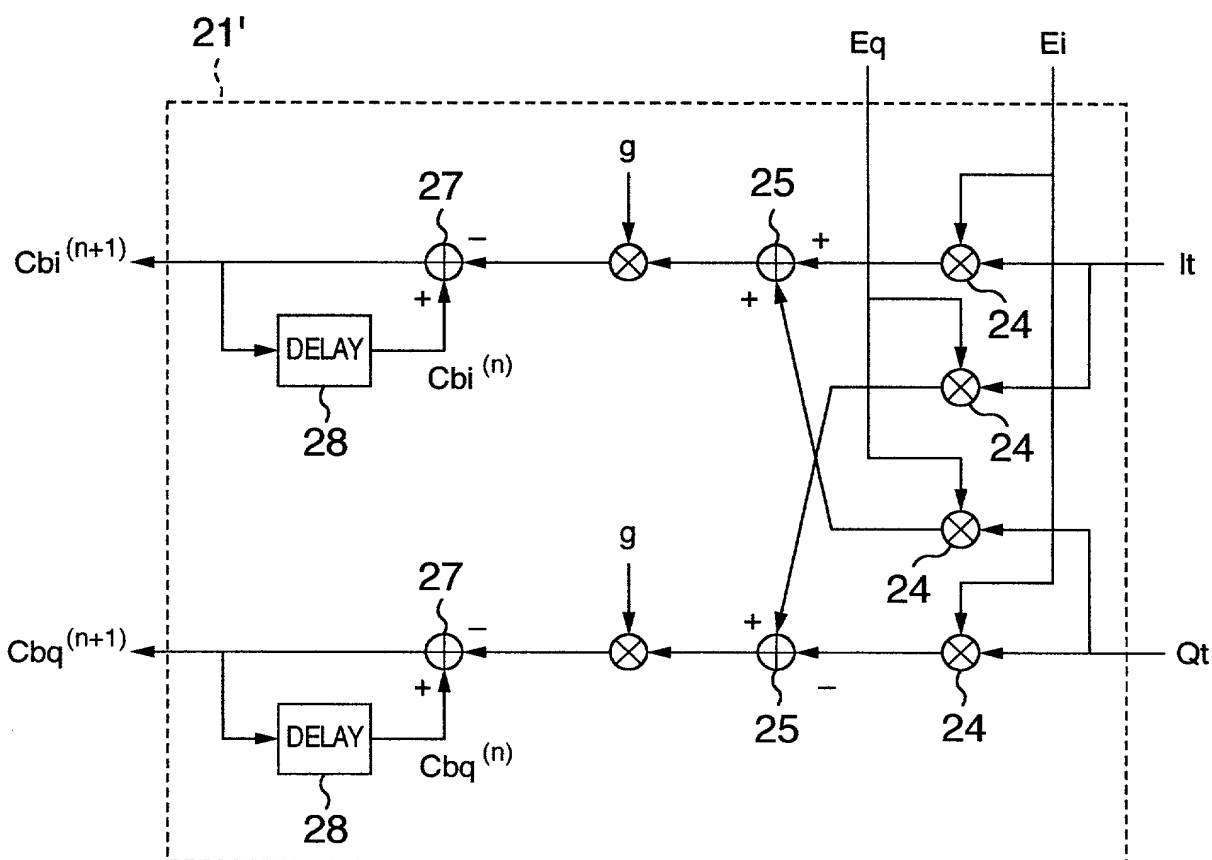 21'
Eq
Ei
g
27
25
–
+
Cbi (n+1)
It
+
+
24
DELAY
Cbi (n)
28
24
g
27
24
–
+
Cbq (n+1)
Qt
+
–
25
24
DELAY
Cbq (n)
28